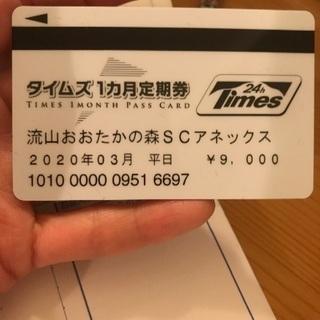 タイムズ1カ月定期券
TIMES 1MONTH PASS CARD
24h
Times
流山おおたかの森SCアネックス
2020年03月 平日 ¥9,000
1010 0000 0951 6697